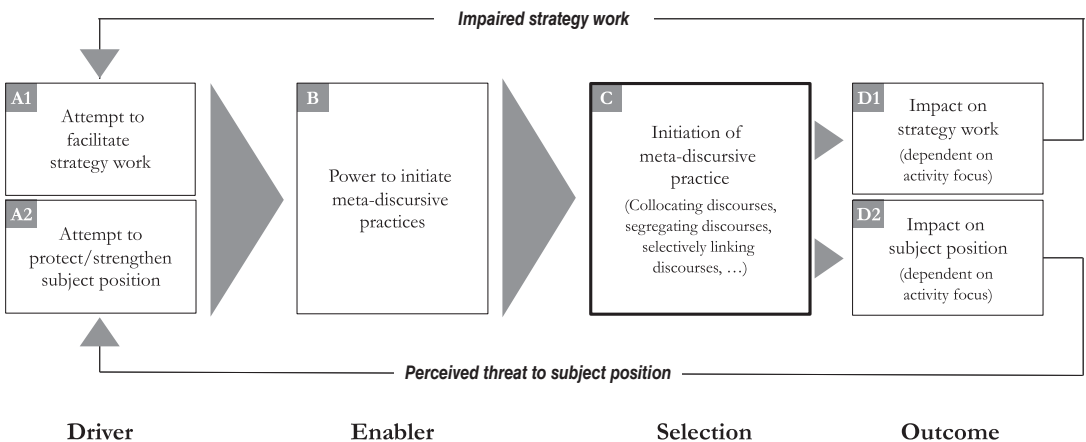 Impaired strategy work
A1
Attempt to
facilitate
strategy work
A2
Attempt to
protect/strengthen
subject position
B
Power to initiate
meta-discursive
practices
C
Initiation of
meta-discursive
practice
(Collocating discourses,
segregating discourses,
selectively linking
discourses, …)
D1
Impact on
strategy work
(dependent on
activity focus)
D2
Impact on
subject position
(dependent on
activity focus)
Perceived threat to subject position
Driver
Enabler
Selection
Outcome